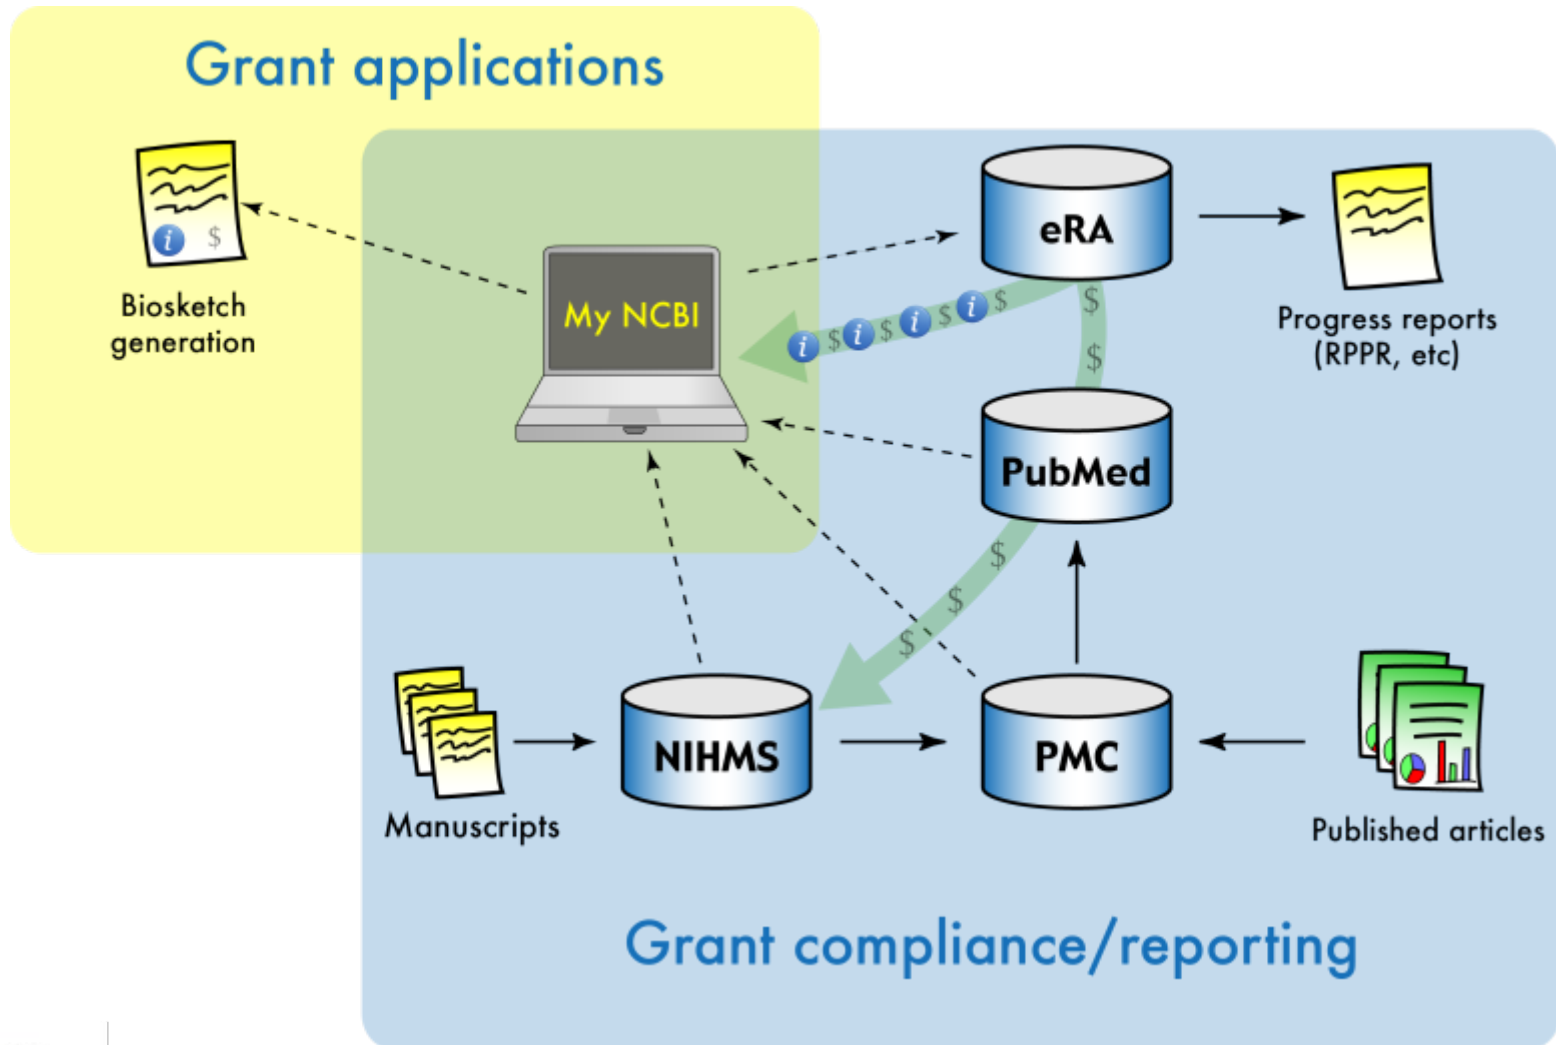 Grant applications
Biosketch
generation
i $
My NCBI
eRA
Progress reports
(RPPR, etc)
i $ i $ i $ i $
$
$
PubMed
$
$
$
Manuscripts
NIHMS
PMC
Published articles
Grant compliance/reporting